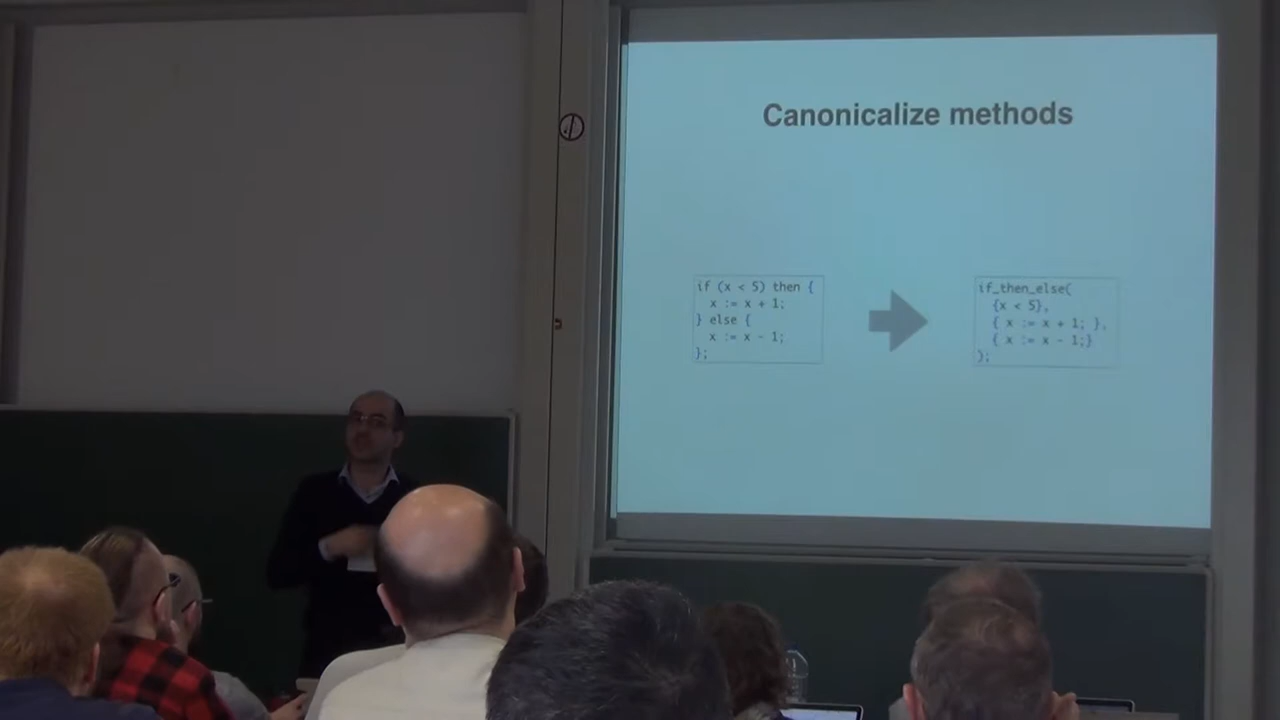 Canonicalize methods
if (x < 5) then {
x := x + 1;
} else {
x := x - 1;
};
if_then_else(
{x < 5},
{ x := x + 1; },
{ x := x - 1;}
);